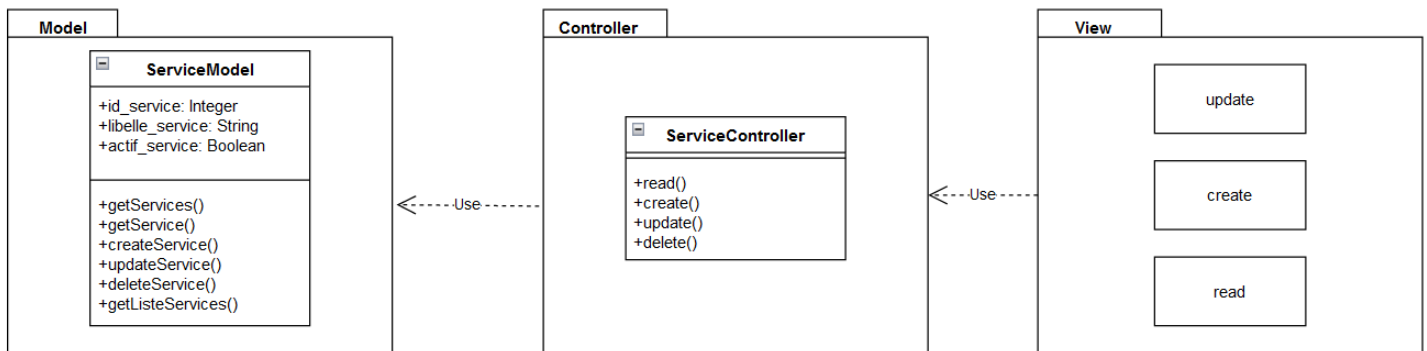 Model
ServiceModel
+id_service: Integer
+libelle_service: String
+actif_service: Boolean
+getServices()
+getService()
+createService()
+updateService()
+deleteService()
+getListeServices()
Use
Controller
ServiceController
+read()
+create()
+update()
+delete()
Use
View
update
create
read